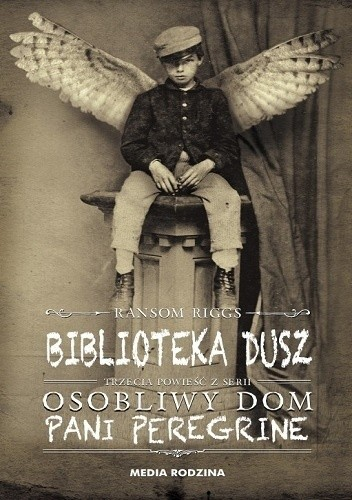 RANSOM RIGGS
BIBLIOTEKA DUSZ
TRZECIA POWIEŚĆ Z SERII
OSOBLIWY DOM
PANI PEREGRINE
MEDIA RODZINA